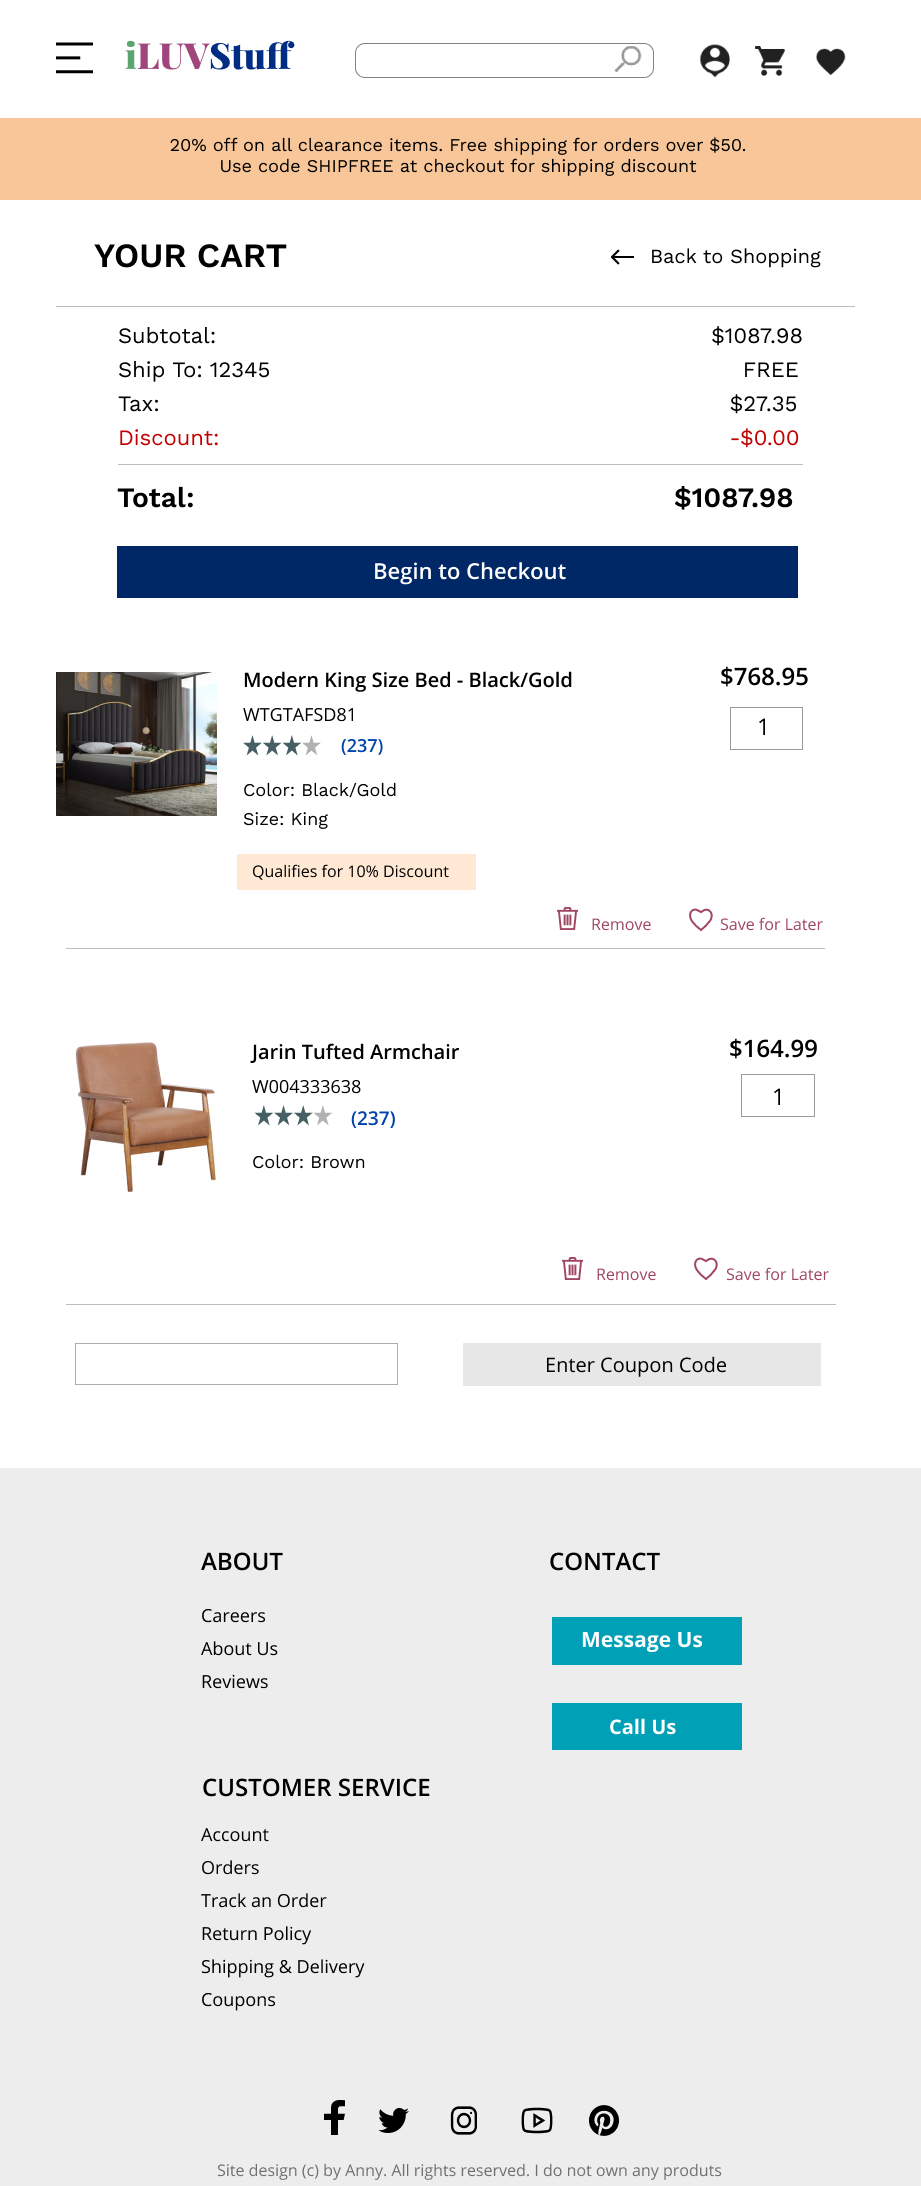 iLUVStuff
20% off on all clearance items. Free shipping for orders over $50.
Use code SHIPFREE at checkout for shipping discount
YOUR CART
Back to Shopping
Subtotal: $1087.98
Ship To: 12345 FREE
Tax: $27.35
Discount: -$0.00
Total: $1087.98
Begin to Checkout
Modern King Size Bed - Black/Gold $768.95
WTGTAFSD81
1
(237)
Color: Black/Gold
Size: King
Qualifies for 10% Discount
Remove Save for Later
Jarin Tufted Armchair $164.99
W004333638
1
(237)
Color: Brown
Remove Save for Later
Enter Coupon Code
ABOUT
Careers
About Us
Reviews
CONTACT
Message Us
Call Us
CUSTOMER SERVICE
Account
Orders
Track an Order
Return Policy
Shipping & Delivery
Coupons
Site design (c) by Anny. All rights reserved. I do not own any produts